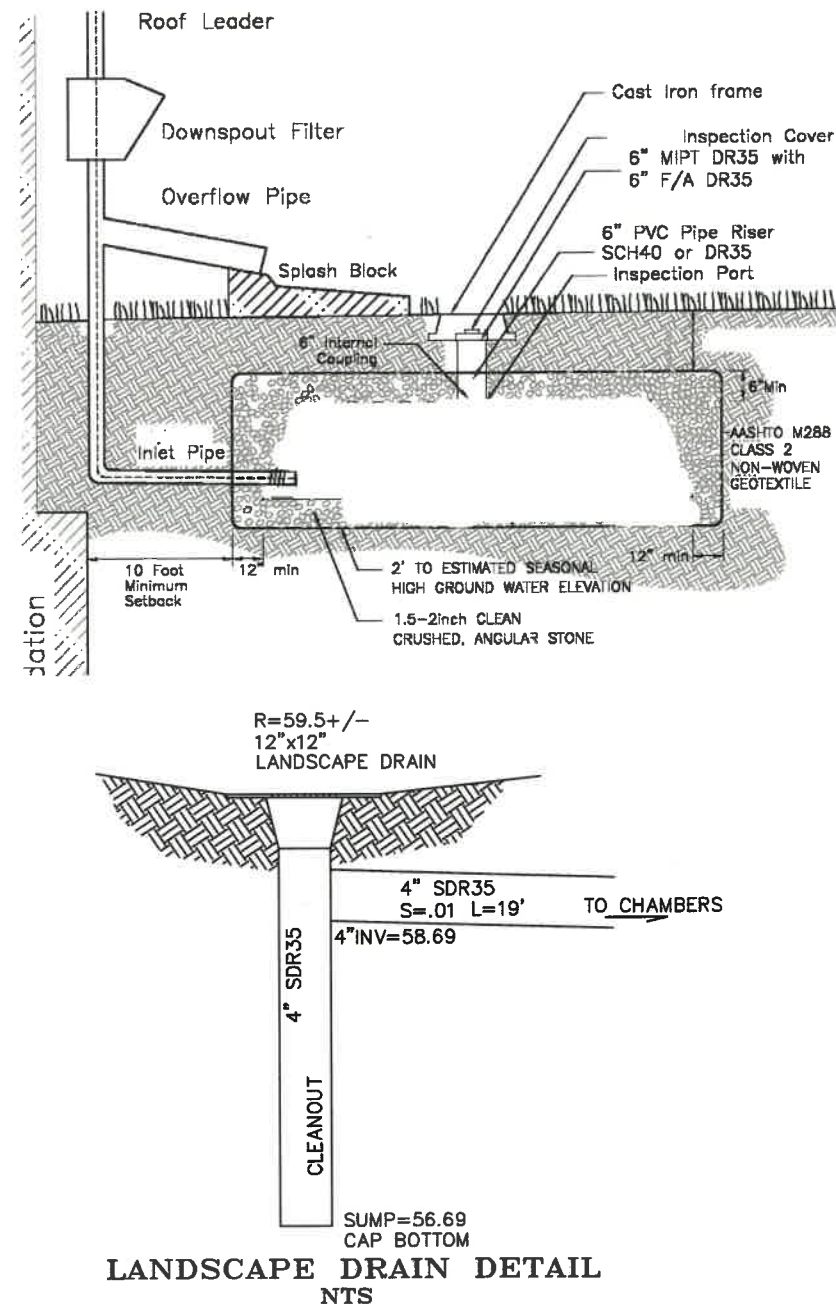 Roof Leader
Downspout Filter
Overflow Pipe
Splash Block
Cast Iron frame
Inspection Cover
6" MIPT DR35 with
6" F/A DR35
6" PVC Pipe Riser
SCH40 or DR35
Inspection Port
6" Internal
Coupling
6"Min
Inlet Pipe
AASHTO M288
CLASS 2
NON-WOVEN
GEOTEXTILE
10 Foot
Minimum
Setback
12" min
2' TO ESTIMATED SEASONAL
HIGH GROUND WATER ELEVATION
12" min
1.5-2inch CLEAN
CRUSHED, ANGULAR STONE
dation
R=59.5+/-
12"x12"
LANDSCAPE DRAIN
4" SDR35
S=.01 L=19'
TO CHAMBERS
4"INV=58.69
4" SDR35
CLEANOUT
SUMP=56.69
CAP BOTTOM
LANDSCAPE DRAIN DETAIL
NTS